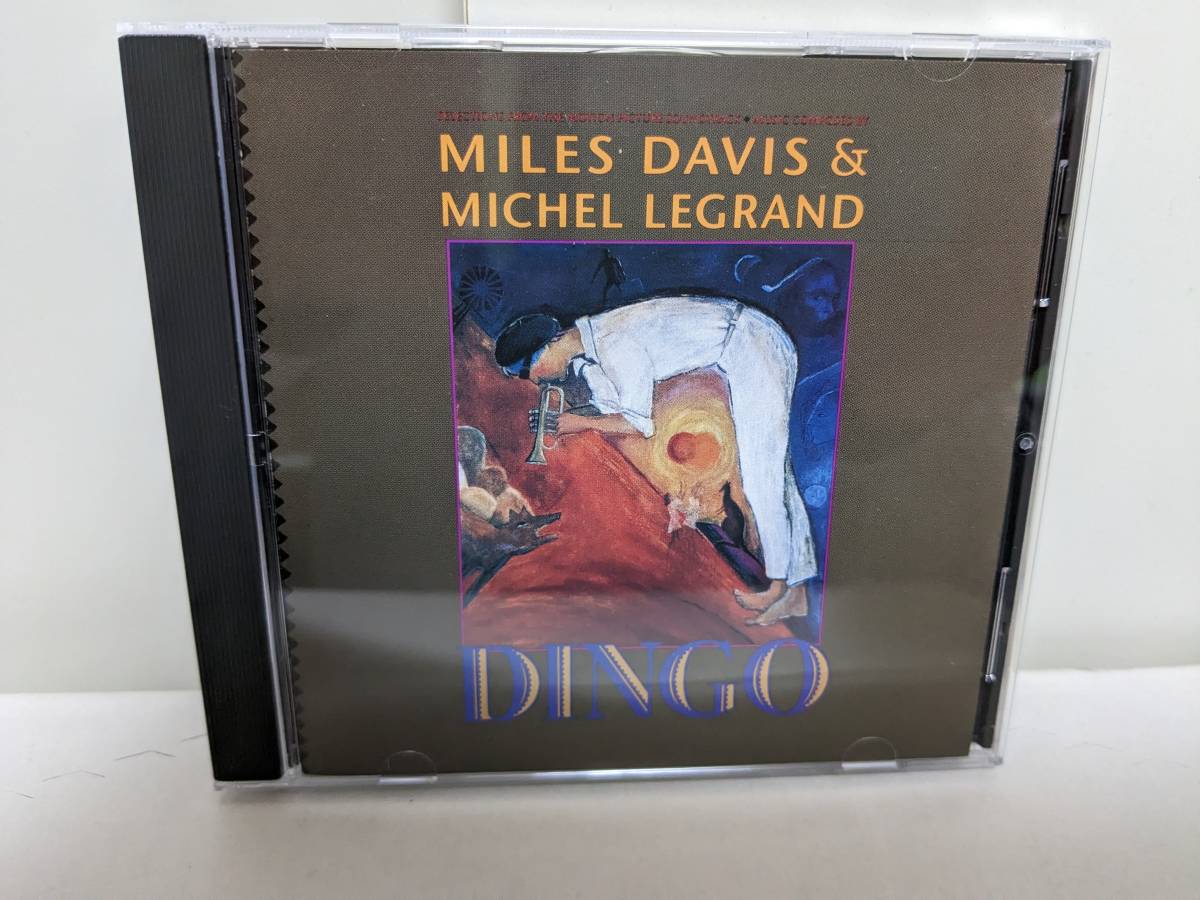 SELECTIONS FROM THE MOTION PICTURE SOUNDTRACK • MUSIC COMPOSED BY
MILES DAVIS &
MICHEL LEGRAND
DINGO